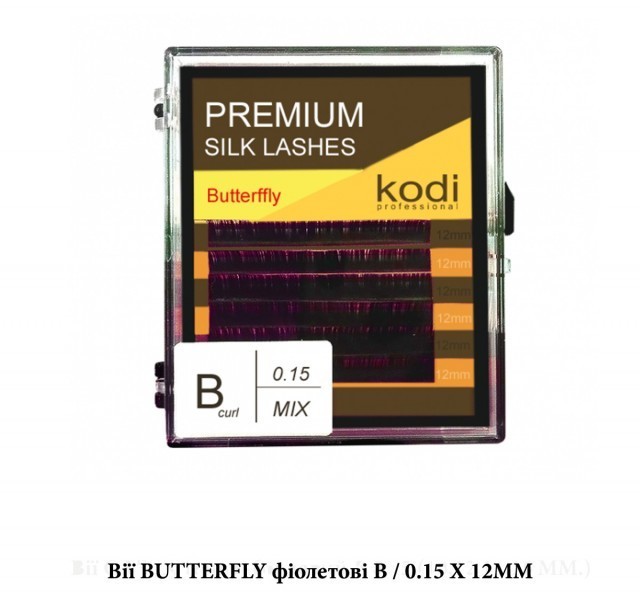 PREMIUM
SILK LASHES
Butterffly
kodi
professional
12mm
12mm
12mm
12mm
12mm
12mm
B
curl
0.15
MIX
Вії BUTTERFLY фіолетові B / 0.15 X 12MM